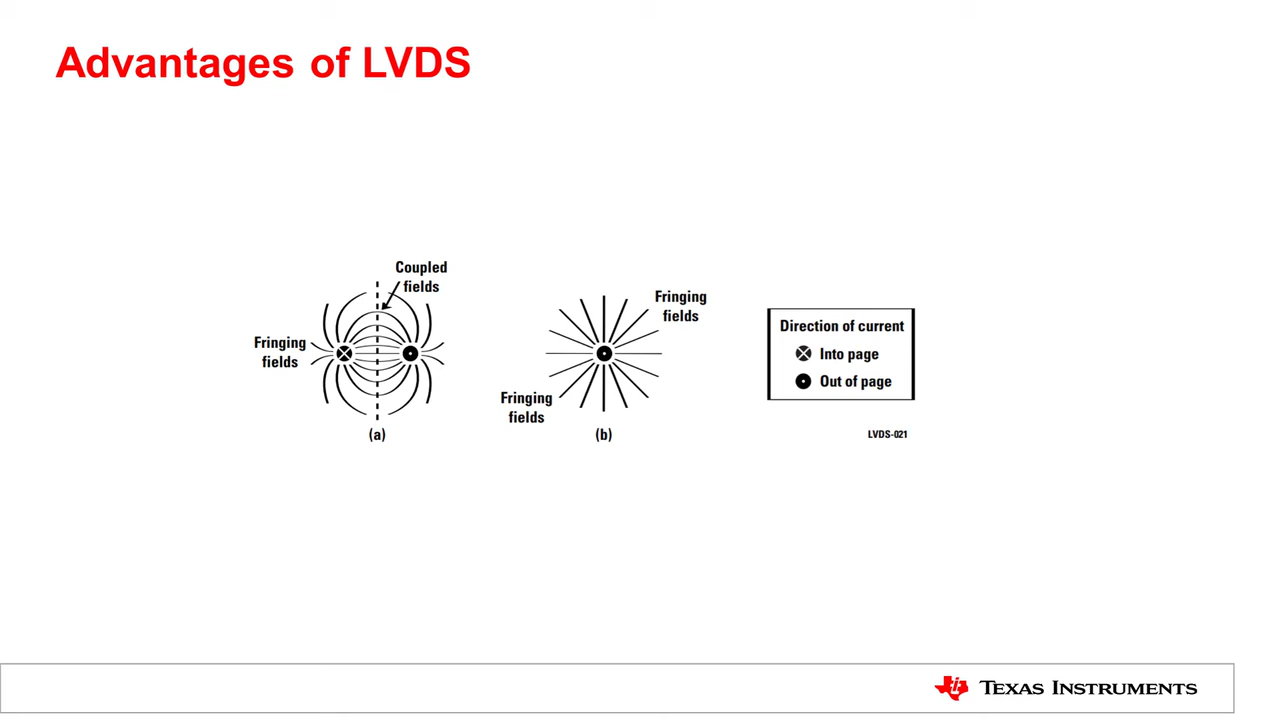 Advantages of LVDS
Coupled
fields
Fringing
fields
(a)
Fringing
fields
Fringing
fields
(b)
Direction of current
Into page
Out of page
LVDS-021
TEXAS INSTRUMENTS